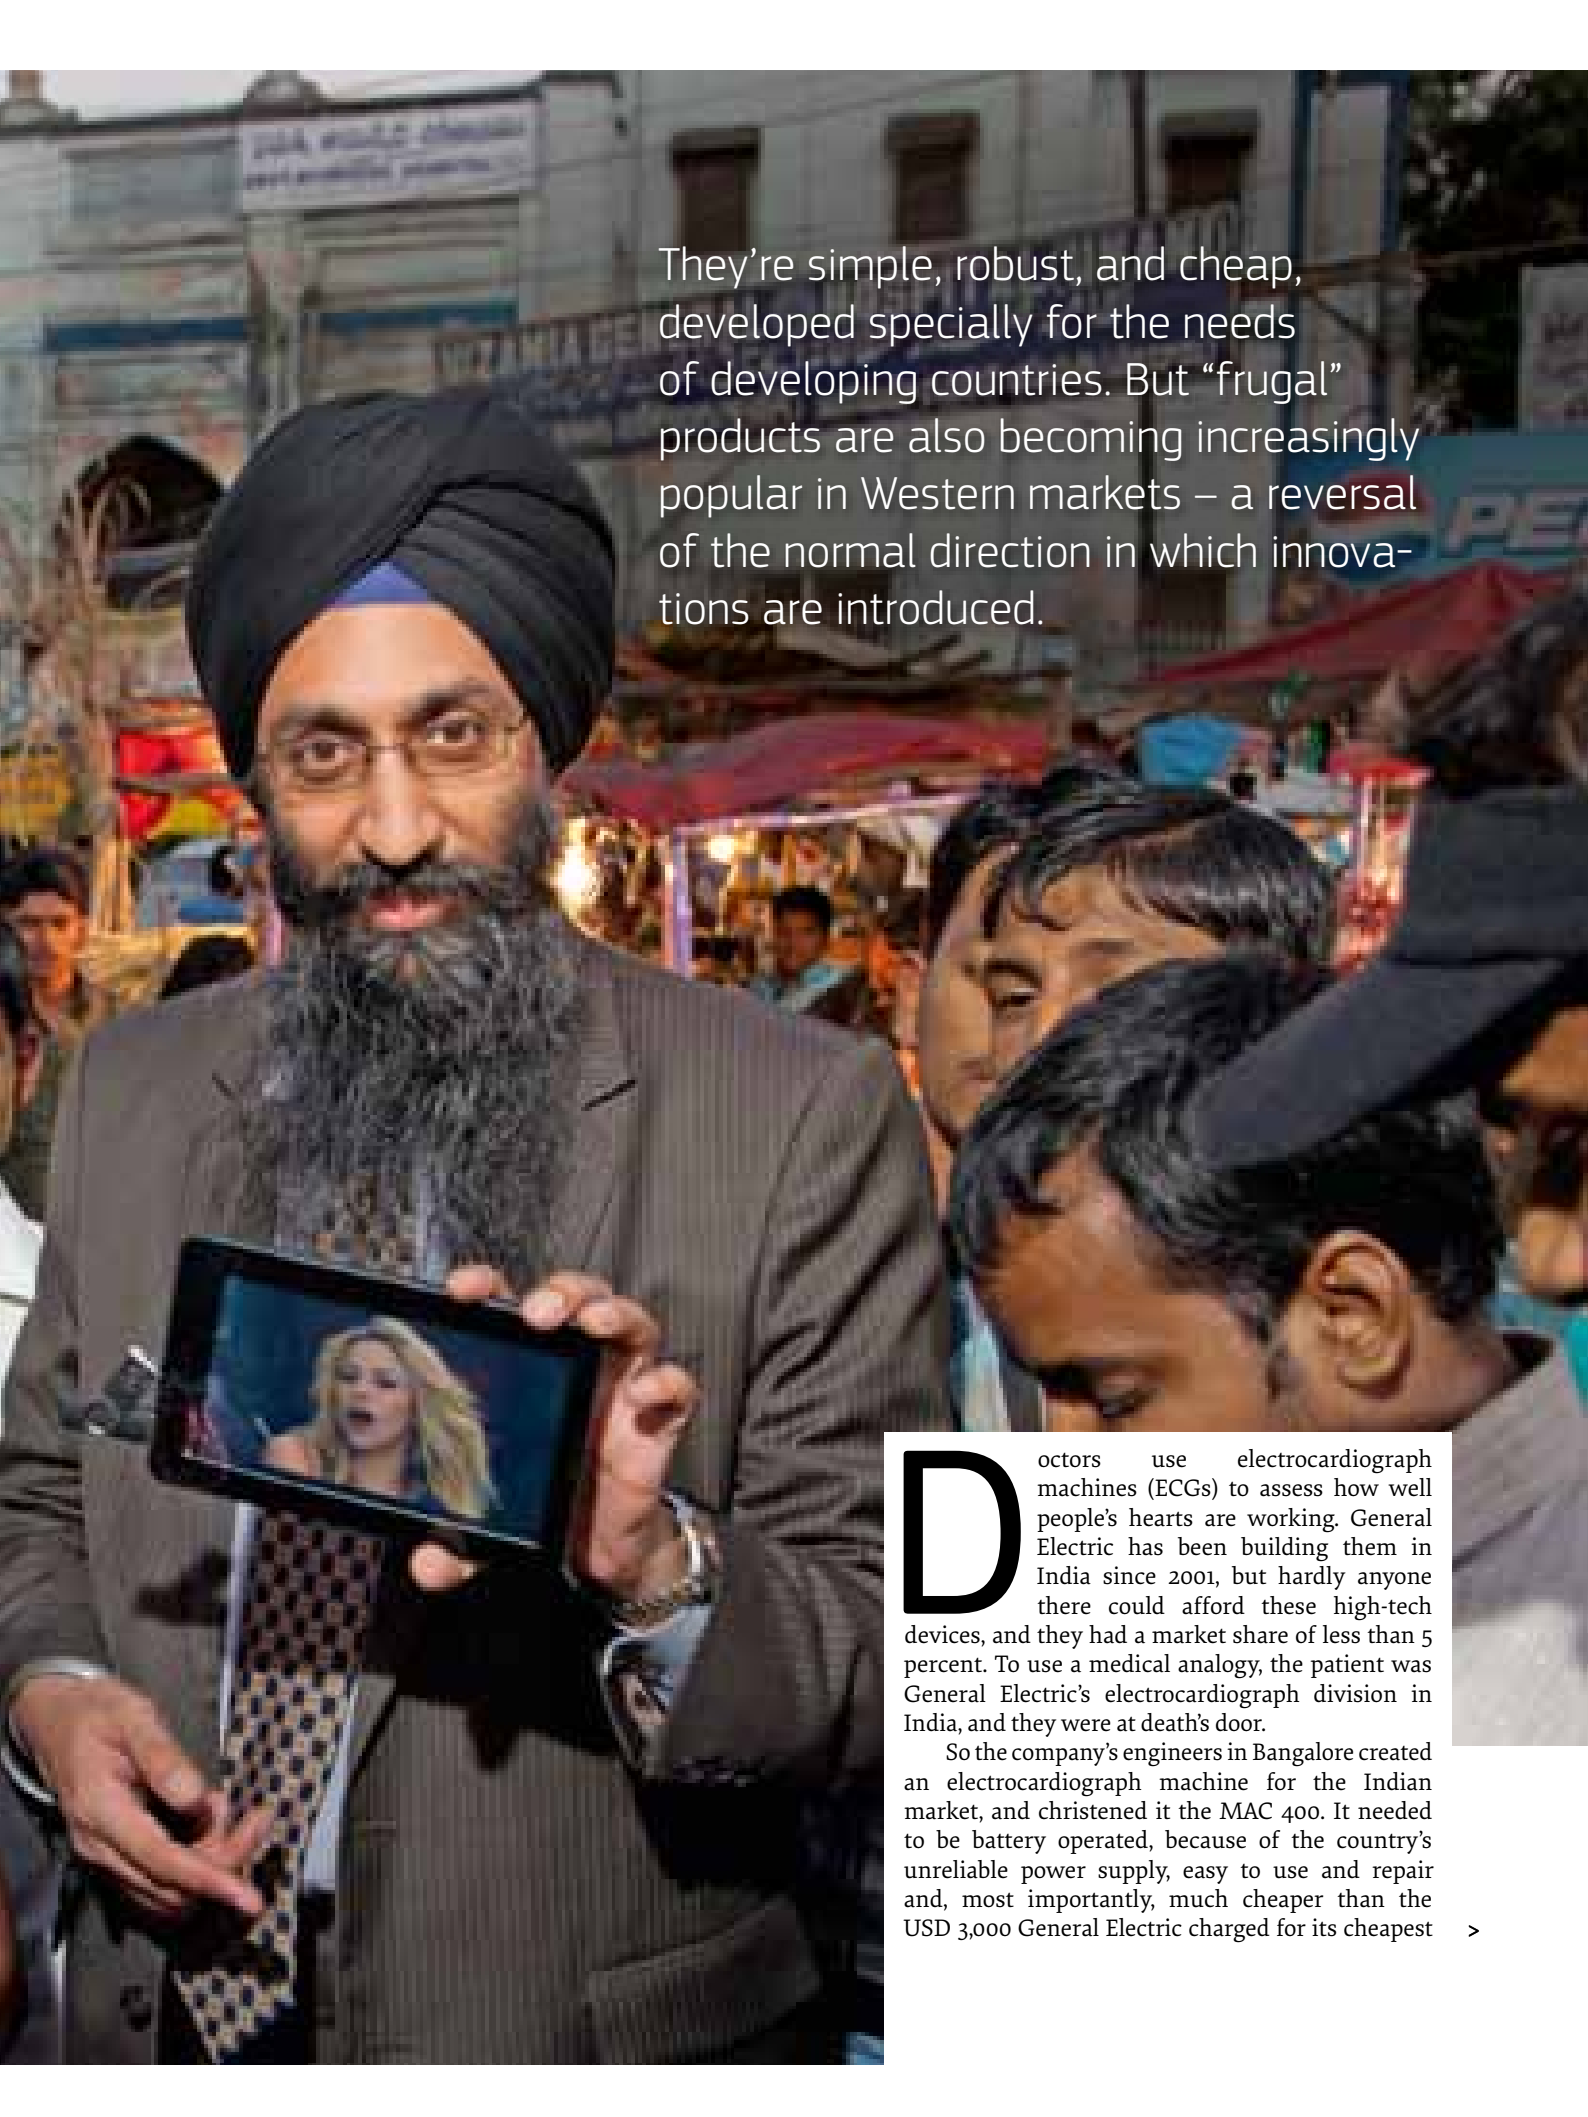 They're simple, robust, and cheap,
developed specially for the needs
of developing countries. But “frugal”
products are also becoming increasingly
popular in Western markets – a reversal
of the normal direction in which innova-
tions are introduced.
PE
Doctors use electrocardiograph
machines (ECGs) to assess how well
people's hearts are working. General
Electric has been building them in
India since 2001, but hardly anyone
there could afford these high-tech
devices, and they had a market share of less than 5
percent. To use a medical analogy, the patient was
General Electric's electrocardiograph division in
India, and they were at death's door.
So the company's engineers in Bangalore created
an electrocardiograph machine for the Indian
market, and christened it the MAC 400. It needed
to be battery operated, because of the country's
unreliable power supply, easy to use and repair
and, most importantly, much cheaper than the
USD 3,000 General Electric charged for its cheapest >